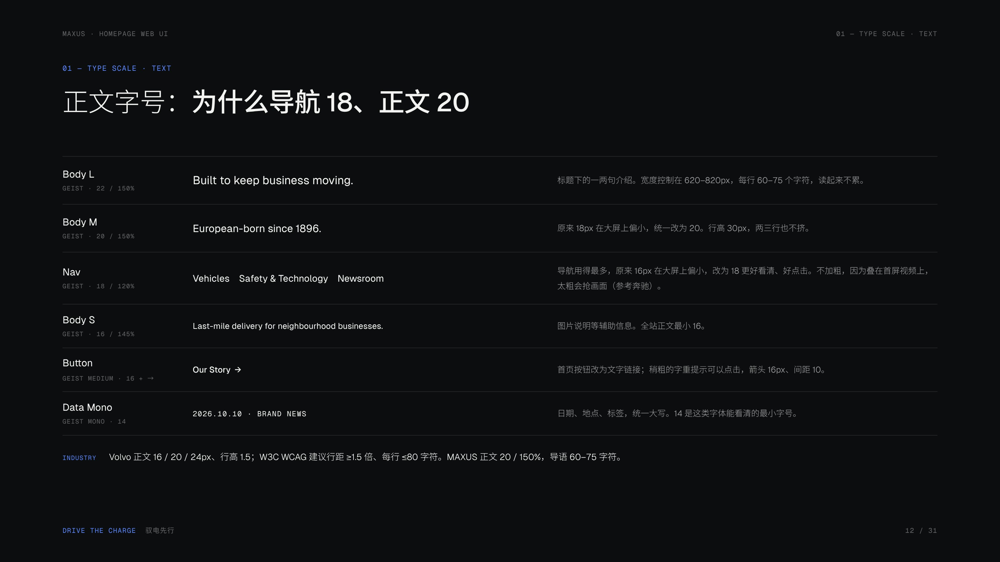 MAXUS · HOMEPAGE WEB UI
01 — TYPE SCALE · TEXT
01 — TYPE SCALE · TEXT
正文字号：为什么导航 18、正文 20
Body L
GEIST · 22 / 150%
Built to keep business moving.
标题下的一两句介绍。宽度控制在 620–820px，每行 60–75 个字符，读起来不累。
Body M
GEIST · 20 / 150%
European-born since 1896.
原来 18px 在大屏上偏小，统一改为 20。行高 30px，两三行也不挤。
Nav
GEIST · 18 / 120%
Vehicles Safety & Technology Newsroom
导航用得最多，原来 16px 在大屏上偏小，改为 18 更好看清、好点击。不加粗，因为叠在首屏视频上，
太粗会抢画面（参考奔驰）。
Body S
GEIST · 16 / 145%
Last-mile delivery for neighbourhood businesses.
图片说明等辅助信息。全站正文最小 16。
Button
GEIST MEDIUM · 16 + →
Our Story →
首页按钮改为文字链接；稍粗的字重提示可以点击，箭头 16px、间距 10。
Data Mono
GEIST MONO · 14
2026.10.10 · BRAND NEWS
日期、地点、标签，统一大写。14 是这类字体能看清的最小字号。
INDUSTRY Volvo 正文 16 / 20 / 24px、行高 1.5；W3C WCAG 建议行距 ≥1.5 倍、每行 ≤80 字符。MAXUS 正文 20 / 150%，导语 60–75 字符。
DRIVE THE CHARGE 驭电先行
12 / 31